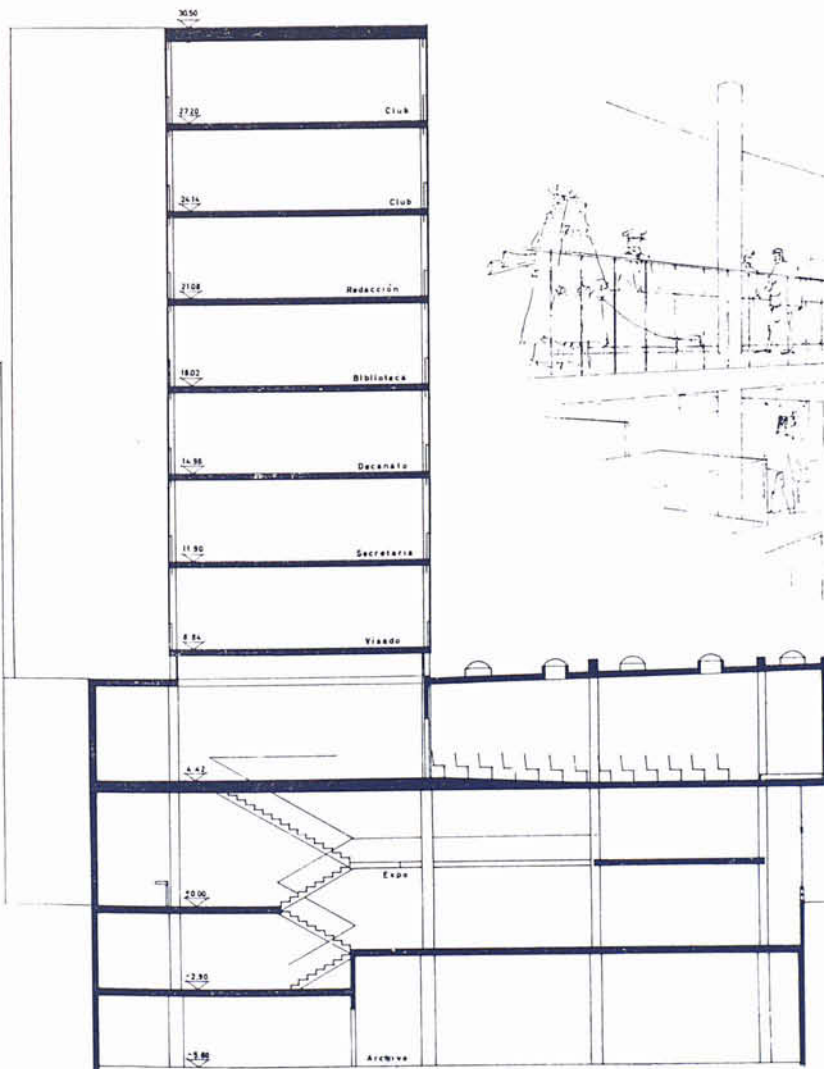 30.50
27.20
Club
24.14
Club
21.08
Redacción
18.02
Biblioteca
14.96
Decanato
11.90
Secretaria
8.84
Visado
4.42
Expo
±0.00
-2.90
-5.80
Archivo